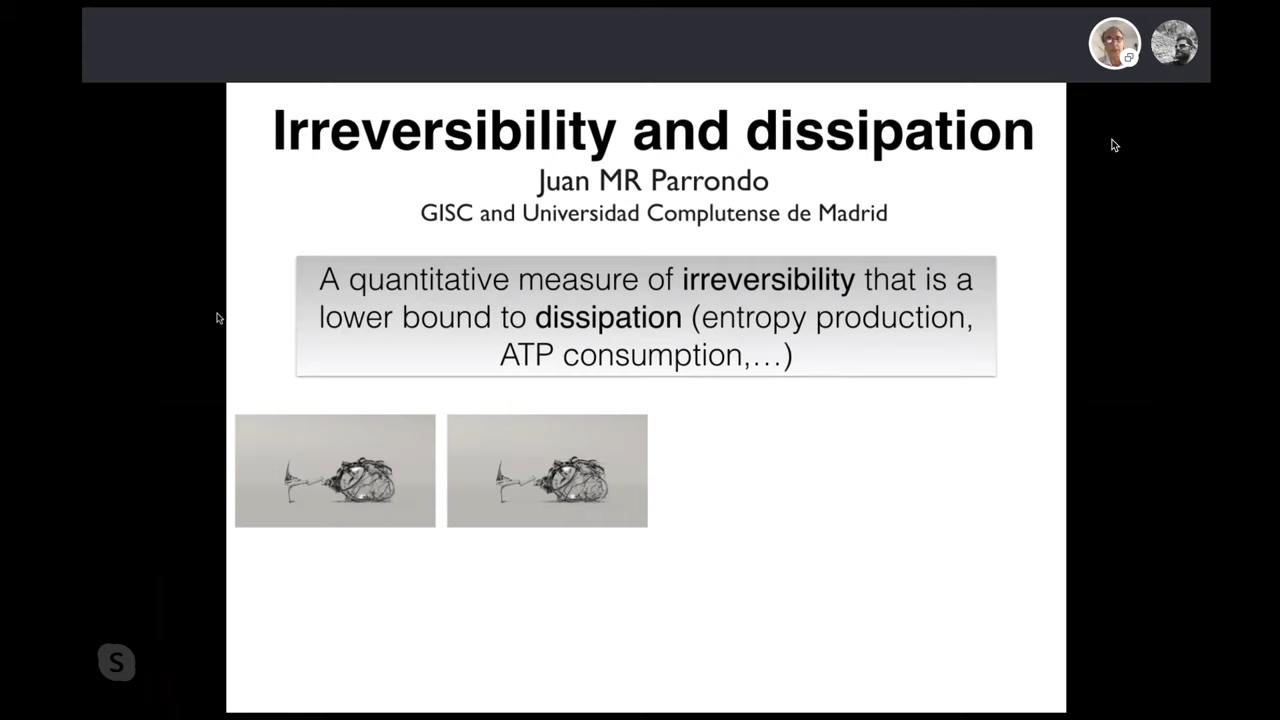 Irreversibility and dissipation
Juan MR Parrondo
GISC and Universidad Complutense de Madrid
A quantitative measure of irreversibility that is a
lower bound to dissipation (entropy production,
ATP consumption,…)
S